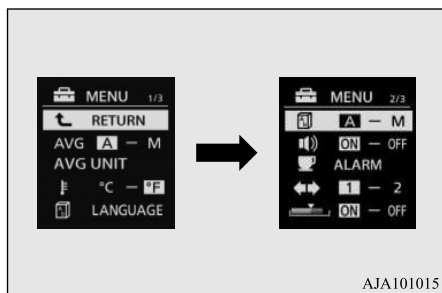 MENU 1/3
RETURN
AVG A – M
AVG UNIT
°C – °F
LANGUAGE
MENU 2/3
A – M
ON – OFF
ALARM
1 – 2
ON – OFF
AJA101015